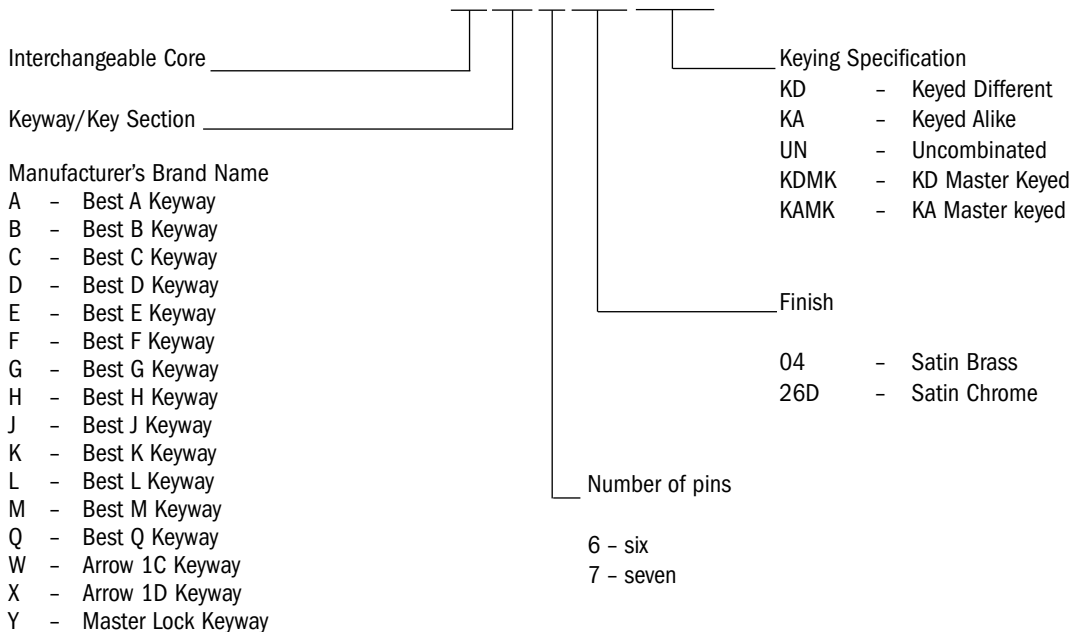 Interchangeable Core
Keyway/Key Section
Manufacturer's Brand Name
A – Best A Keyway
B – Best B Keyway
C – Best C Keyway
D – Best D Keyway
E – Best E Keyway
F – Best F Keyway
G – Best G Keyway
H – Best H Keyway
J – Best J Keyway
K – Best K Keyway
L – Best L Keyway
M – Best M Keyway
Q – Best Q Keyway
W – Arrow 1C Keyway
X – Arrow 1D Keyway
Y – Master Lock Keyway
Number of pins
6 – six
7 – seven
Keying Specification
KD – Keyed Different
KA – Keyed Alike
UN – Uncombinated
KDMK – KD Master Keyed
KAMK – KA Master keyed
Finish
04 – Satin Brass
26D – Satin Chrome